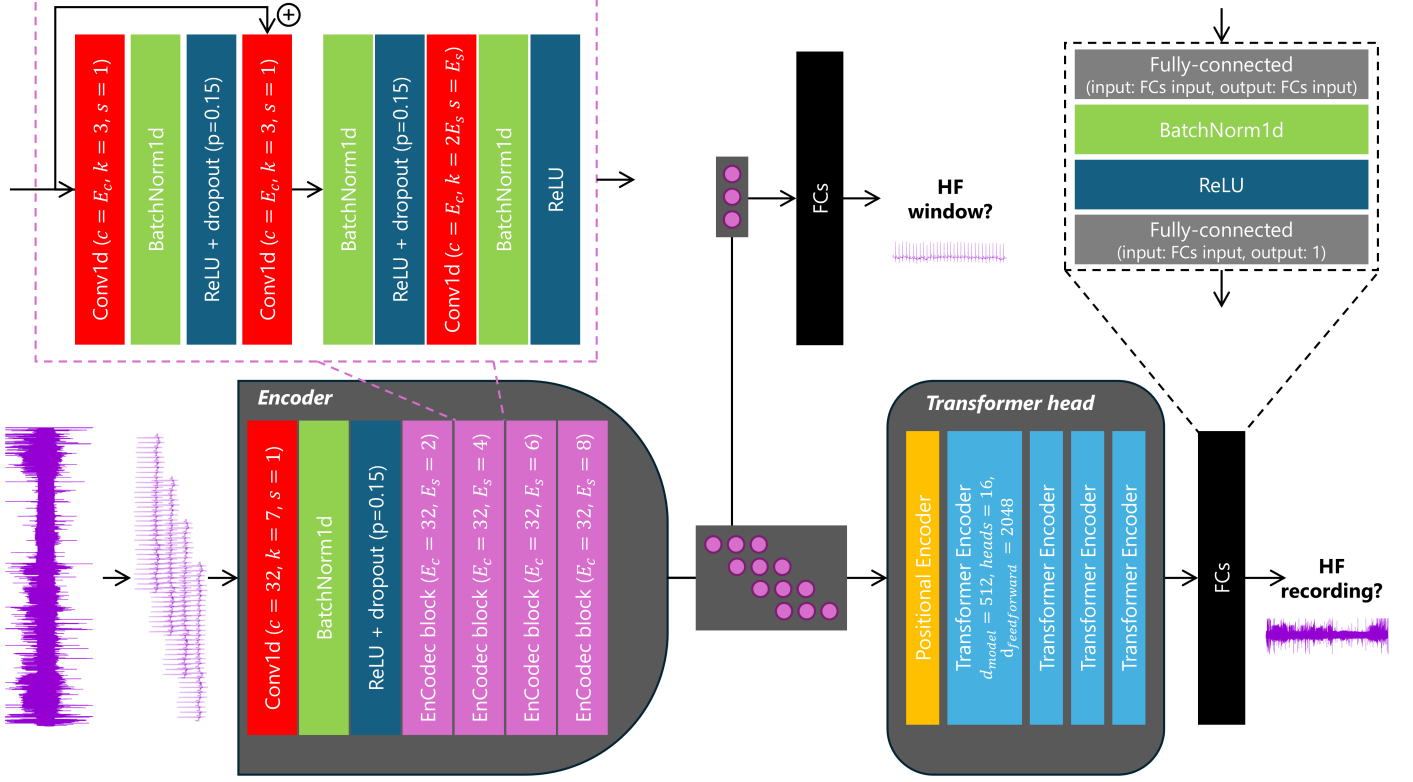 Conv1d (c = E_c, k = 3, s = 1)
BatchNorm1d
ReLU + dropout (p=0.15)
Conv1d (c = E_c, k = 3, s = 1)
BatchNorm1d
ReLU + dropout (p=0.15)
Conv1d (c = E_c, k = 2E_s s = E_s)
BatchNorm1d
ReLU
FCs
HF
window?
Fully-connected
(input: FCs input, output: FCs input)
BatchNorm1d
ReLU
Fully-connected
(input: FCs input, output: 1)
Encoder
Conv1d (c = 32, k = 7, s = 1)
BatchNorm1d
ReLU + dropout (p=0.15)
EnCodec block (E_c = 32, E_s = 2)
EnCodec block (E_c = 32, E_s = 4)
EnCodec block (E_c = 32, E_s = 6)
EnCodec block (E_c = 32, E_s = 8)
Transformer head
Positional Encoder
Transformer Encoder
d_model = 512, heads = 16,
d_feedforward = 2048
Transformer Encoder
Transformer Encoder
Transformer Encoder
FCs
HF
recording?